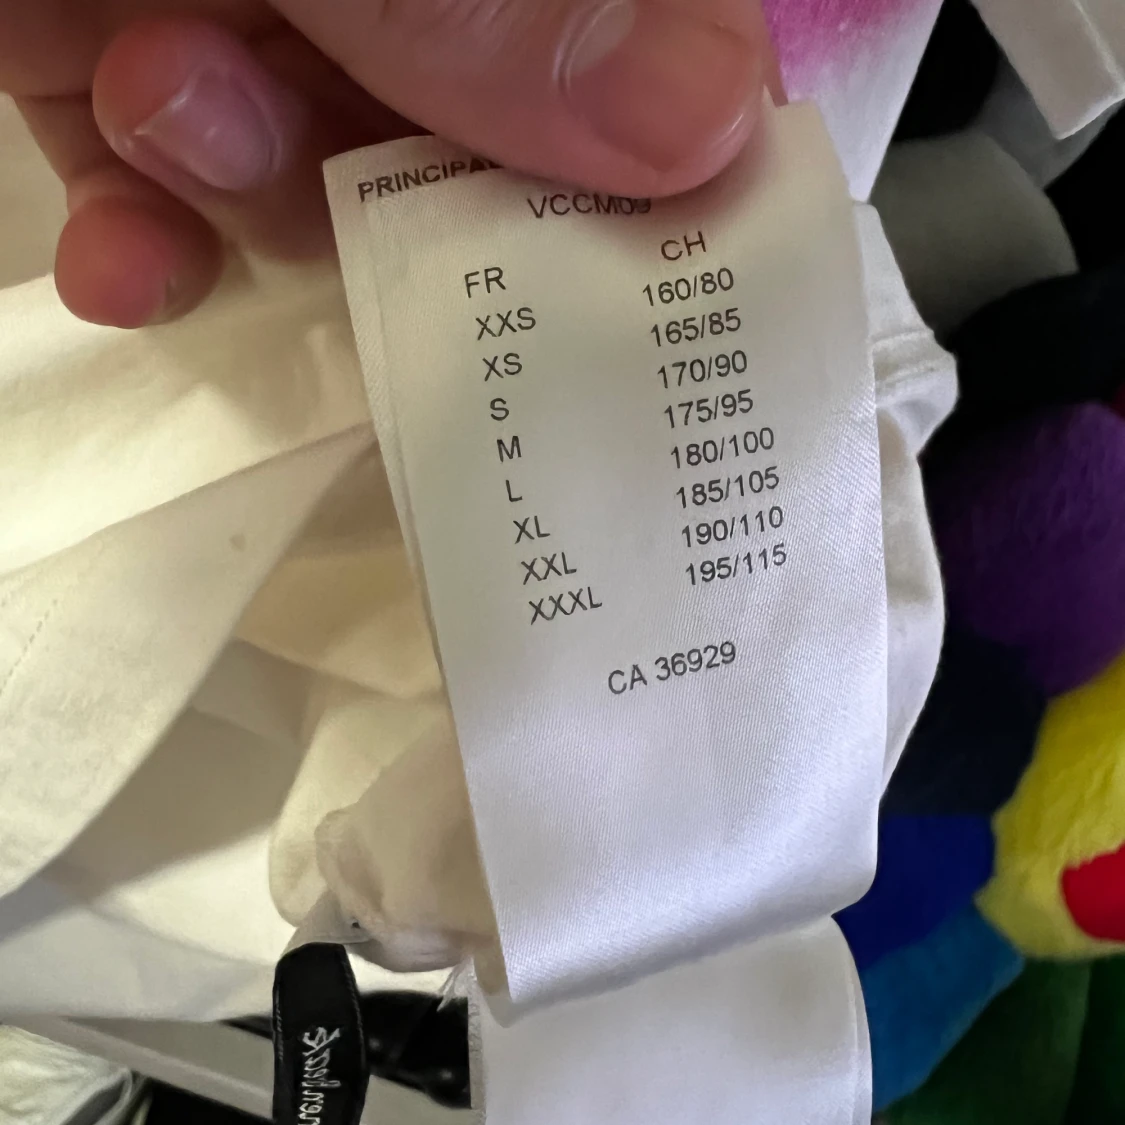 PRINCIPAL
VCCM09
FR CH
XXS 160/80
XS 165/85
S 170/90
M 175/95
L 180/100
XL 185/105
XXL 190/110
XXXL 195/115
CA 36929